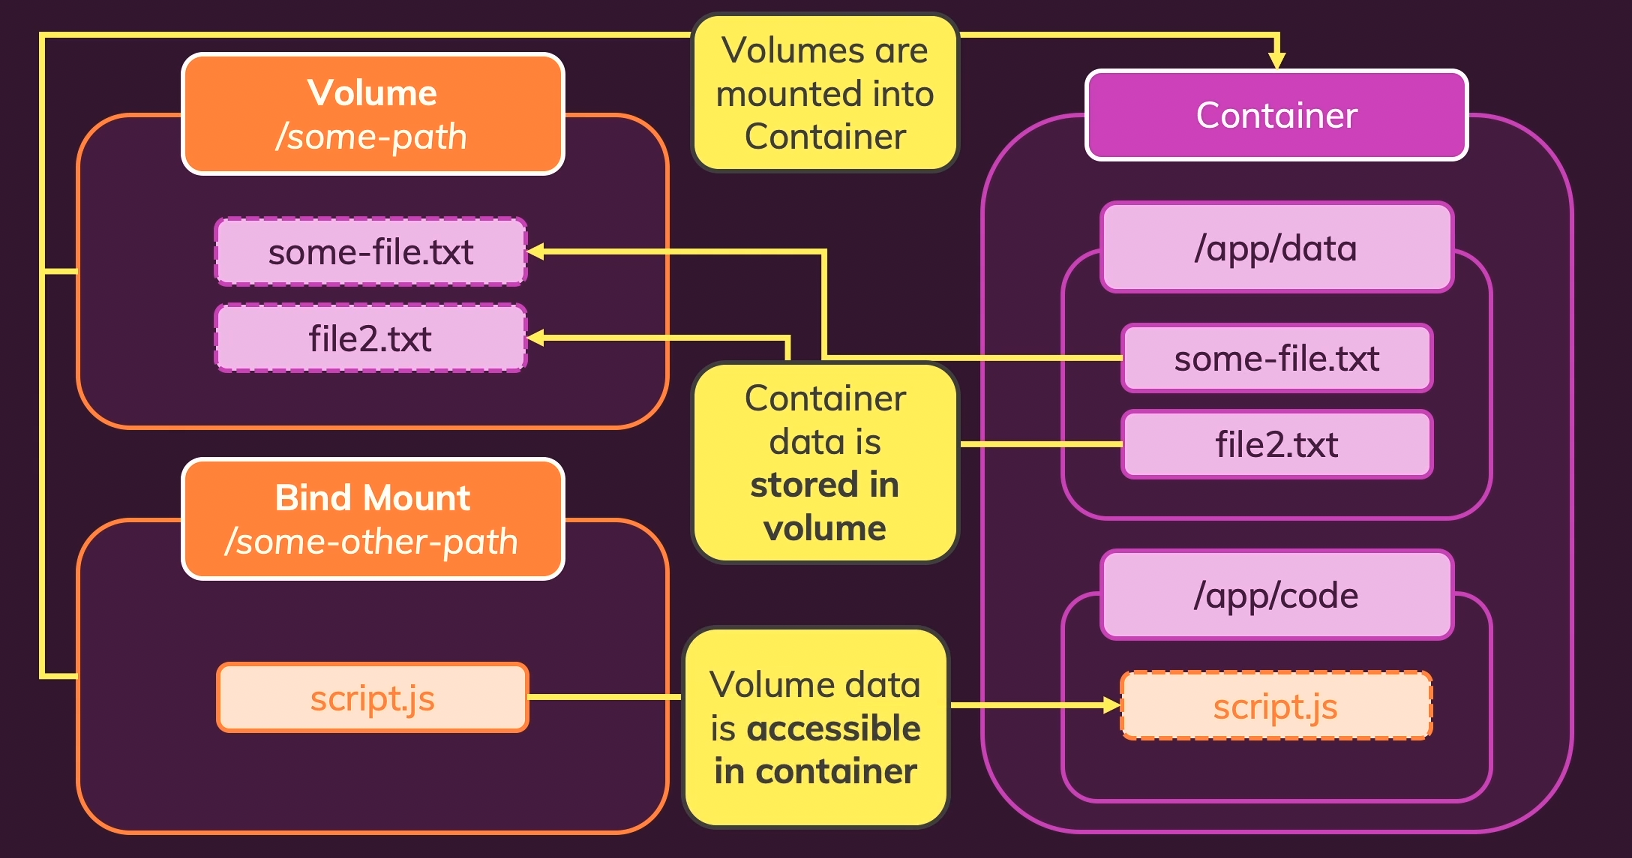 Volumes are
mounted into
Container
Volume
/some-path
some-file.txt
file2.txt
Bind Mount
/some-other-path
script.js
Container
data is
stored in
volume
Volume data
is accessible
in container
Container
/app/data
some-file.txt
file2.txt
/app/code
script.js